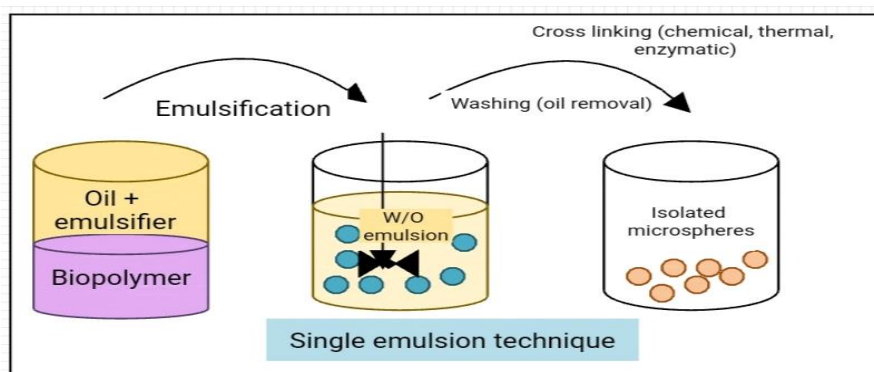 Cross linking (chemical, thermal,
enzymatic)
Emulsification
Washing (oil removal)
Oil +
emulsifier
Biopolymer
W/O
emulsion
Isolated
microspheres
Single emulsion technique